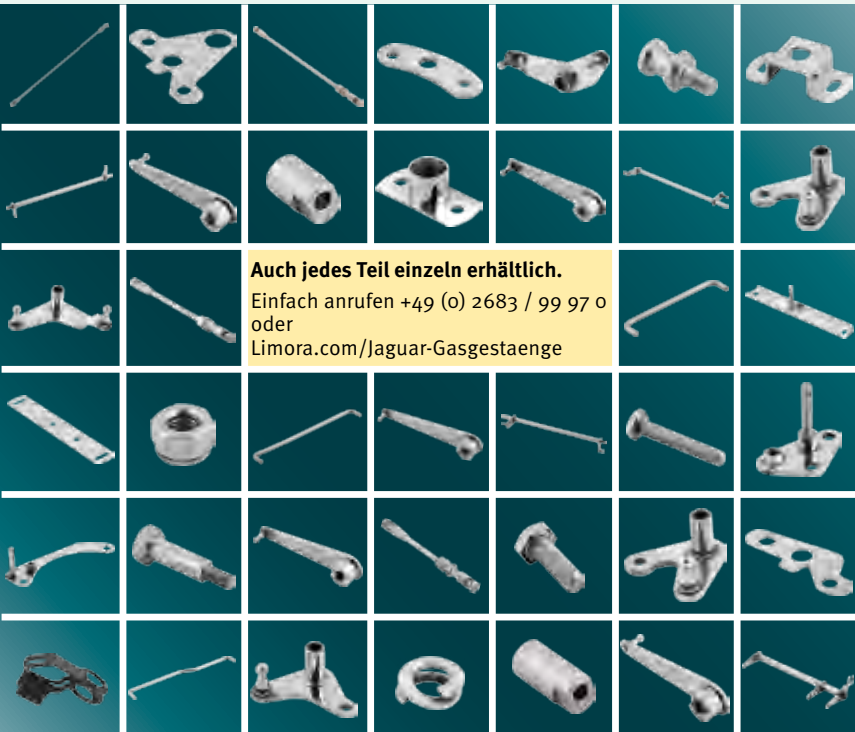 Auch jedes Teil einzeln erhältlich.
Einfach anrufen +49 (0) 2683 / 99 97 0
oder
Limora.com/Jaguar-Gasgestaenge